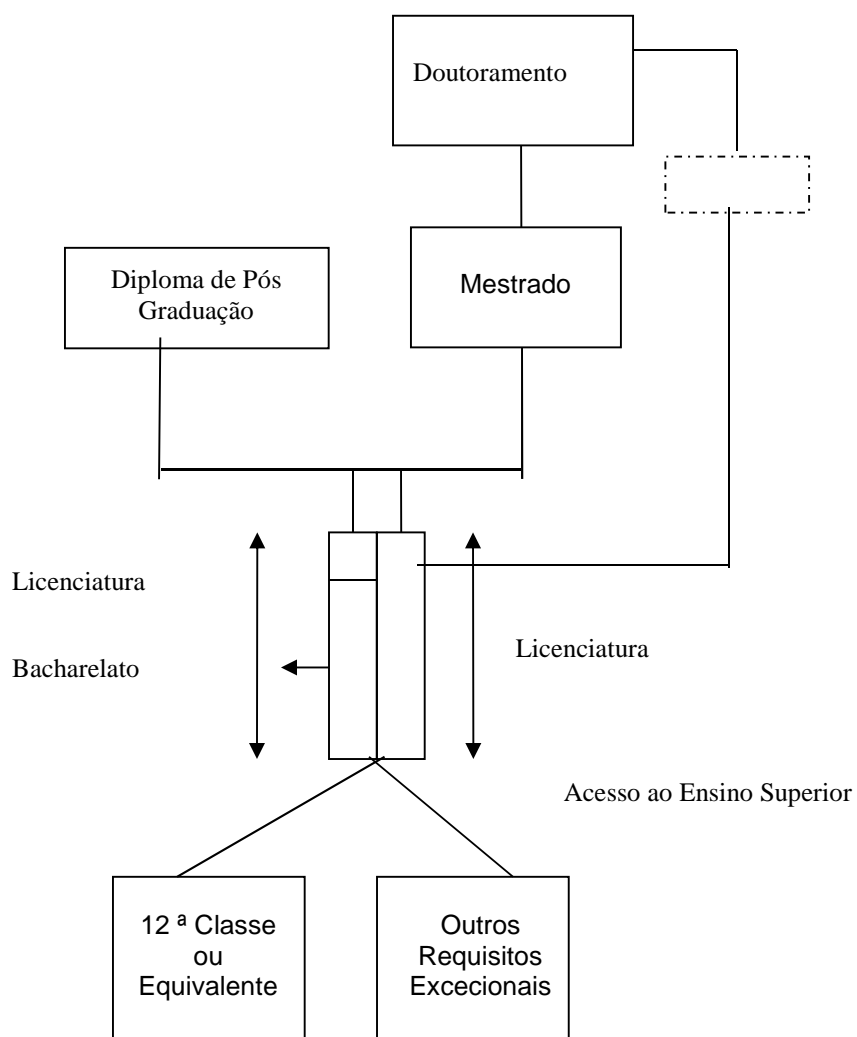 Doutoramento
Diploma de Pós
Graduação
Mestrado
Licenciatura
Licenciatura
Bacharelato
Acesso ao Ensino Superior
12 ª Classe
ou
Equivalente
Outros
Requisitos
Excecionais